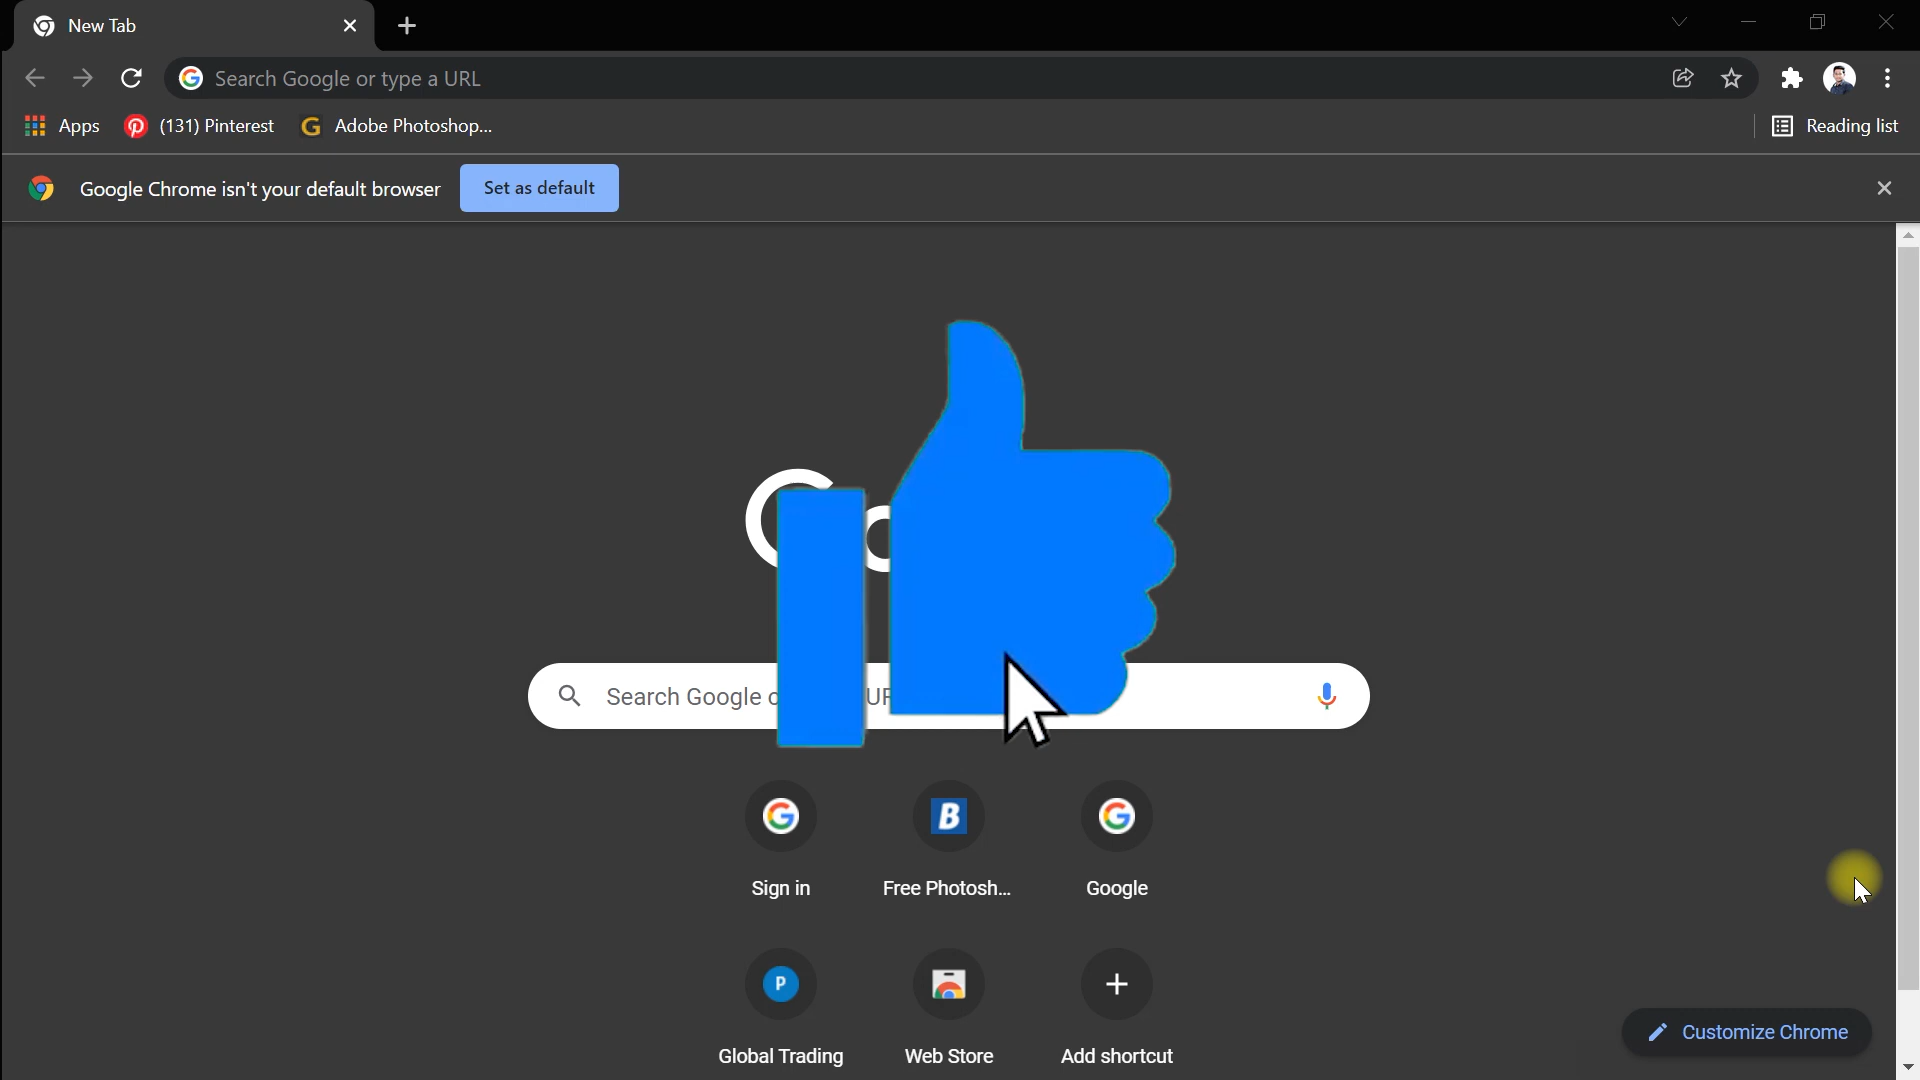 New Tab
Search Google or type a URL
Apps
(131) Pinterest
G
Adobe Photoshop...
Reading list
Google Chrome isn't your default browser
Set as default
Search Google
Sign in
B
Free Photosh...
Google
P
Global Trading
Web Store
Add shortcut
Customize Chrome